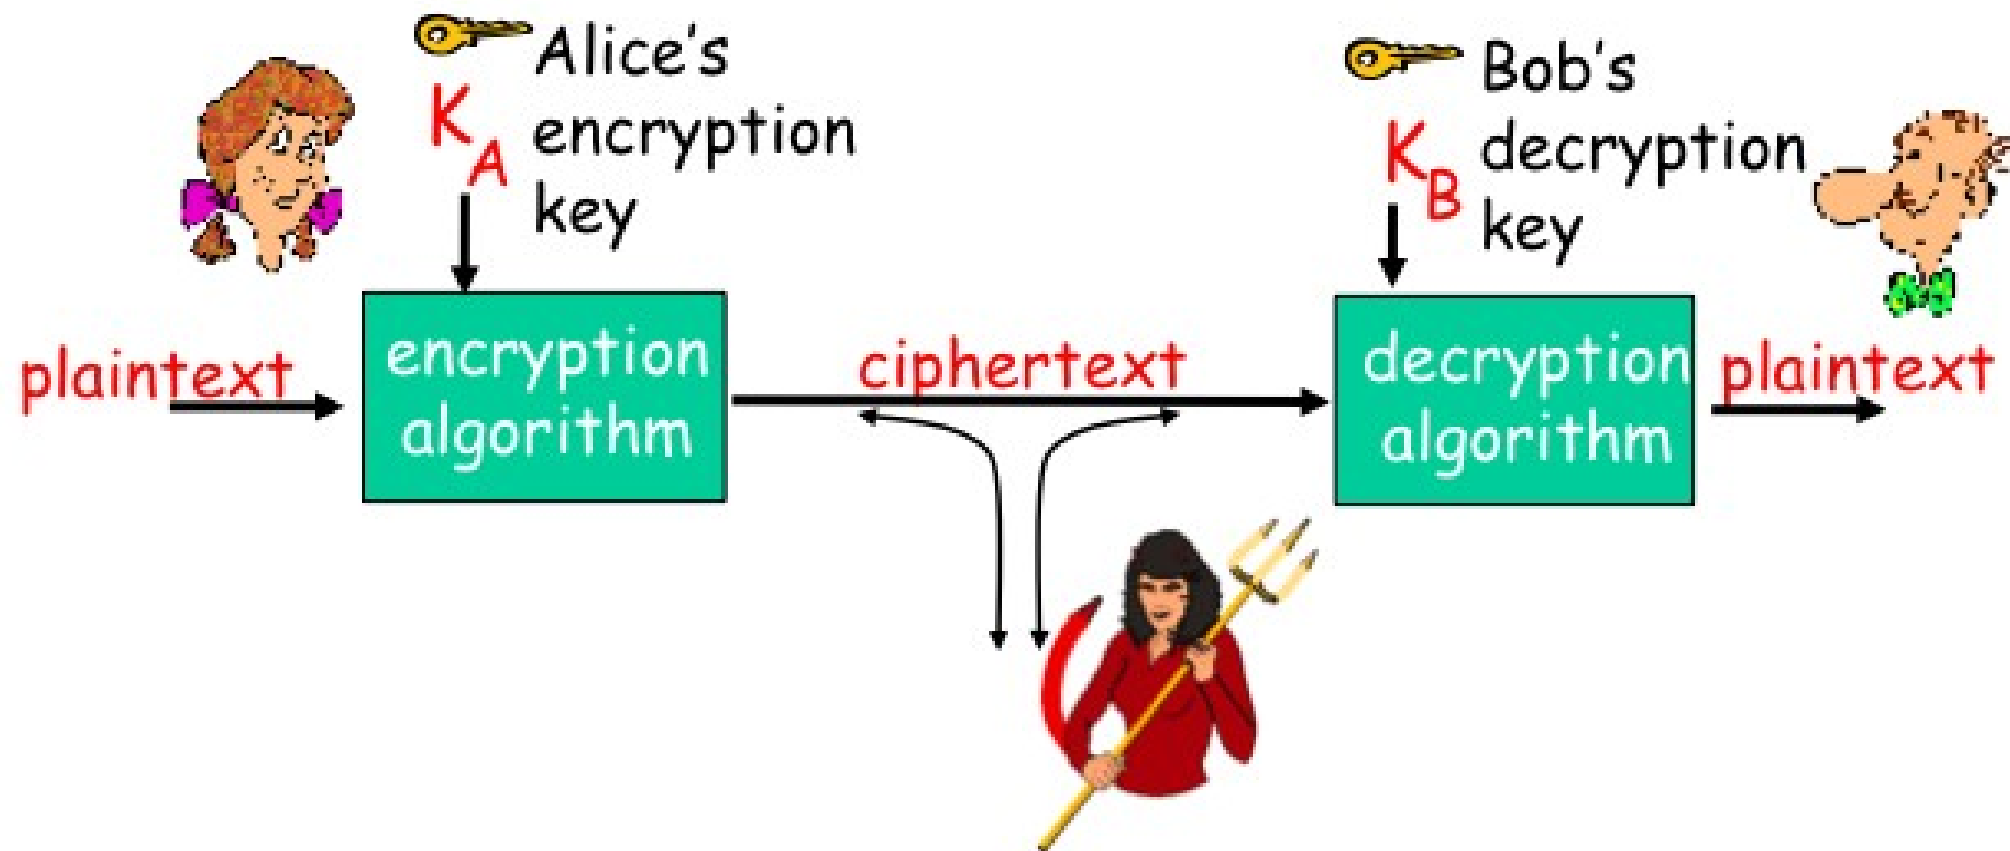 Alice's
encryption
key
K A
Bob's
decryption
key
K B
plaintext
encryption
algorithm
ciphertext
decryption
algorithm
plaintext